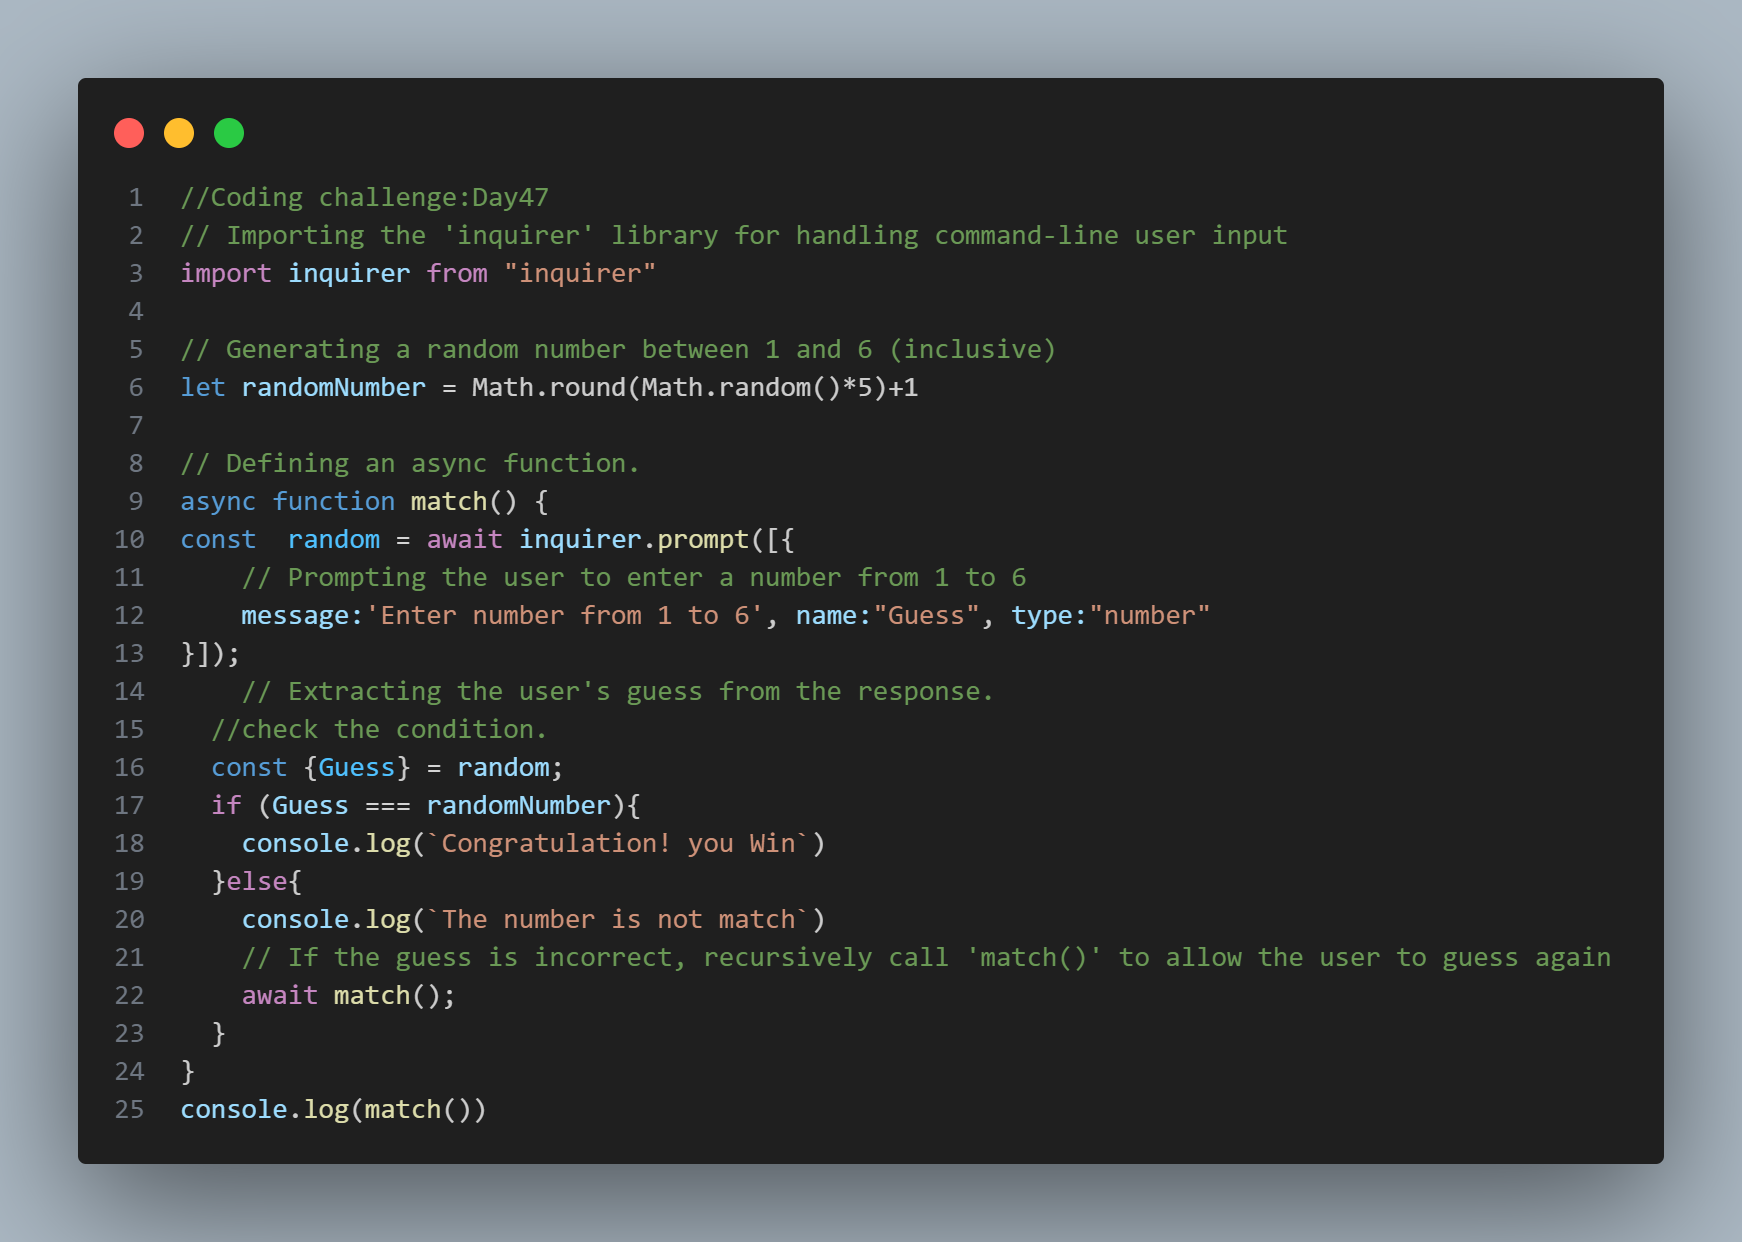 1 //Coding challenge:Day47
2 // Importing the 'inquirer' library for handling command-line user input
3 import inquirer from "inquirer"
4
5 // Generating a random number between 1 and 6 (inclusive)
6 let randomNumber = Math.round(Math.random()*5)+1
7
8 // Defining an async function.
9 async function match() {
10 const  random = await inquirer.prompt([{
11     // Prompting the user to enter a number from 1 to 6
12     message:'Enter number from 1 to 6', name:"Guess", type:"number"
13 }]);
14     // Extracting the user's guess from the response.
15   //check the condition.
16   const {Guess} = random;
17   if (Guess === randomNumber){
18     console.log(`Congratulation! you Win`)
19   }else{
20     console.log(`The number is not match`)
21     // If the guess is incorrect, recursively call 'match()' to allow the user to guess again
22     await match();
23   }
24 }
25 console.log(match())